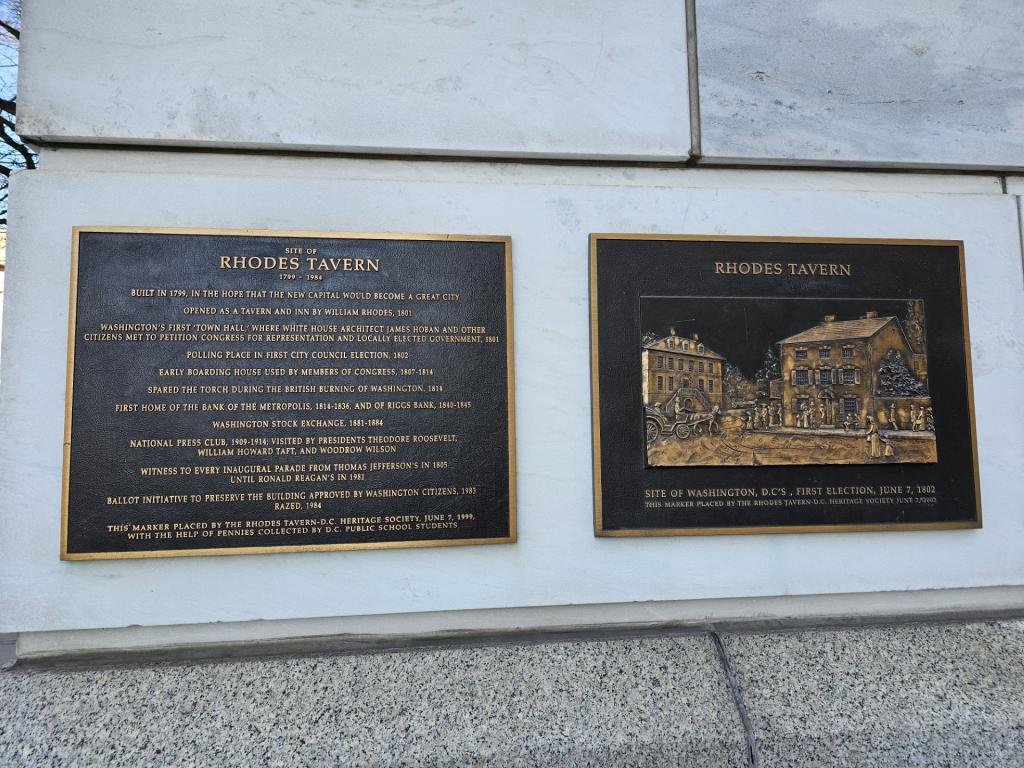 SITE OF
RHODES TAVERN
1799 - 1984
BUILT IN 1799, IN THE HOPE THAT THE NEW CAPITAL WOULD BECOME A GREAT CITY
OPENED AS A TAVERN AND INN BY WILLIAM RHODES, 1801
WASHINGTON'S FIRST 'TOWN HALL,' WHERE WHITE HOUSE ARCHITECT JAMES HOBAN AND OTHER
CITIZENS MET TO PETITION CONGRESS FOR REPRESENTATION AND LOCALLY ELECTED GOVERNMENT, 1801
POLLING PLACE IN FIRST CITY COUNCIL ELECTION, 1802
EARLY BOARDING HOUSE USED BY MEMBERS OF CONGRESS, 1807-1814
SPARED THE TORCH DURING THE BRITISH BURNING OF WASHINGTON, 1814
FIRST HOME OF THE BANK OF THE METROPOLIS, 1814-1836, AND OF RIGGS BANK, 1840-1845
WASHINGTON STOCK EXCHANGE, 1881-1884
NATIONAL PRESS CLUB, 1909-1914; VISITED BY PRESIDENTS THEODORE ROOSEVELT,
WILLIAM HOWARD TAFT, AND WOODROW WILSON
WITNESS TO EVERY INAUGURAL PARADE FROM THOMAS JEFFERSON'S IN 1805
UNTIL RONALD REAGAN'S IN 1981
BALLOT INITIATIVE TO PRESERVE THE BUILDING APPROVED BY WASHINGTON CITIZENS, 1983
RAZED, 1984
THIS MARKER PLACED BY THE RHODES TAVERN-D.C. HERITAGE SOCIETY, JUNE 7, 1999,
WITH THE HELP OF PENNIES COLLECTED BY D.C. PUBLIC SCHOOL STUDENTS
RHODES TAVERN
SITE OF WASHINGTON, D.C'S , FIRST ELECTION, JUNE 7, 1802
THIS MARKER PLACED BY THE RHODES TAVERN-D.C. HERITAGE SOCIETY JUNE 7, 2002